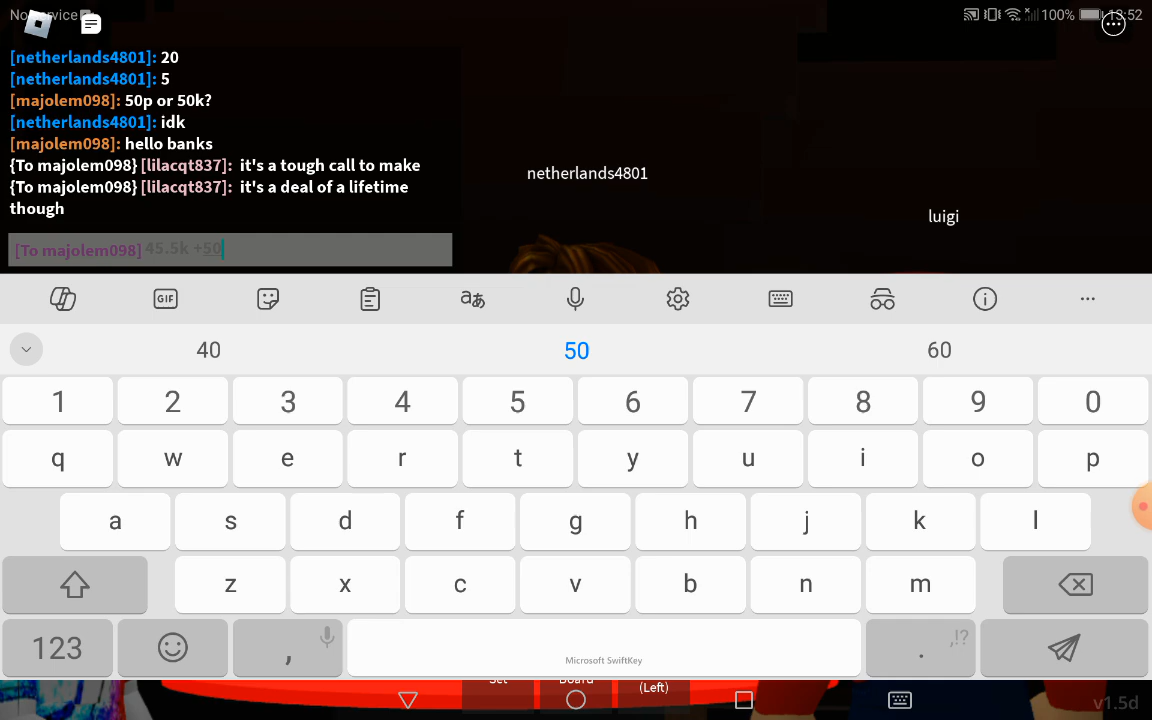 No service
100% 13:52
[netherlands4801]: 20
[netherlands4801]: 5
[majolem098]: 50p or 50k?
[netherlands4801]: idk
[majolem098]: hello banks
{To majolem098} [lilacqt837]: it's a tough call to make
{To majolem098} [lilacqt837]: it's a deal of a lifetime
though
netherlands4801
luigi
[To majolem098] 45.5k +50
GIF
40 50 60
1 2 3 4 5 6 7 8 9 0
q w e r t y u i o p
a s d f g h j k l
z x c v b n m
123 , . ,!?
Microsoft SwiftKey
Set Board (Left)
v1.5d